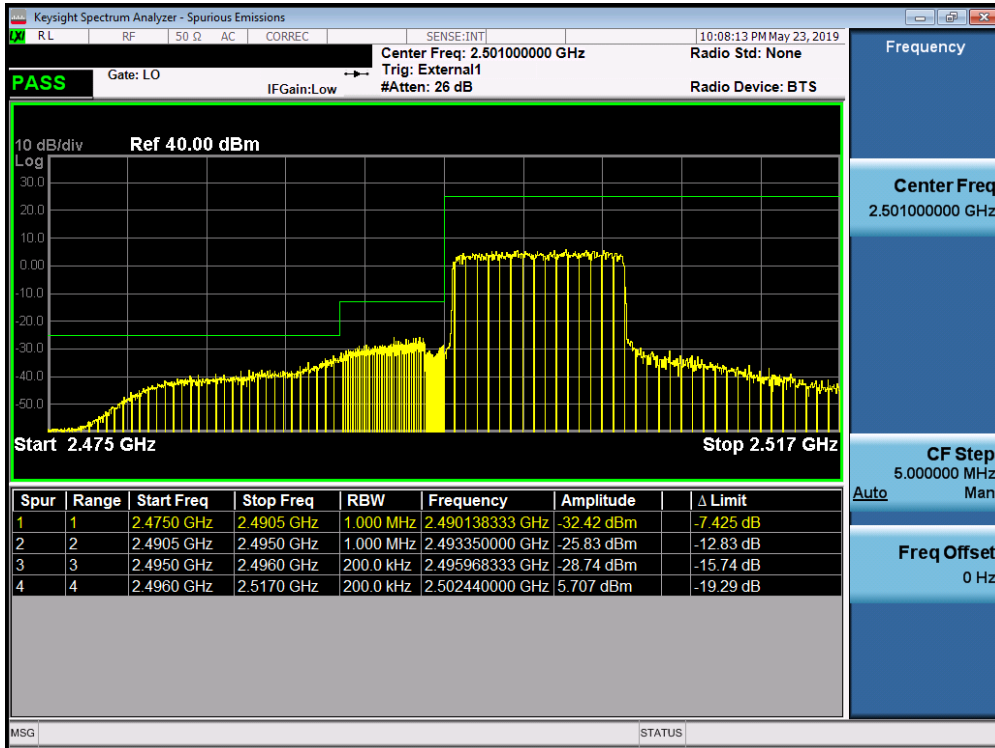 Keysight Spectrum Analyzer - Spurious Emissions
LXI RL RF 50 Ω AC CORREC SENSE:INT 10:08:13 PM May 23, 2019
Center Freq: 2.501000000 GHz Radio Std: None
Gate: LO Trig: External1
PASS IFGain:Low #Atten: 26 dB Radio Device: BTS
10 dB/div Ref 40.00 dBm
Log
30.0
20.0
10.0
0.00
-10.0
-20.0
-30.0
-40.0
-50.0
Start 2.475 GHz Stop 2.517 GHz
Spur Range Start Freq Stop Freq RBW Frequency Amplitude Δ Limit
1 1 2.4750 GHz 2.4905 GHz 1.000 MHz 2.490138333 GHz -32.42 dBm -7.425 dB
2 2 2.4905 GHz 2.4950 GHz 1.000 MHz 2.493350000 GHz -25.83 dBm -12.83 dB
3 3 2.4950 GHz 2.4960 GHz 200.0 kHz 2.495968333 GHz -28.74 dBm -15.74 dB
4 4 2.4960 GHz 2.5170 GHz 200.0 kHz 2.502440000 GHz 5.707 dBm -19.29 dB
MSG STATUS
Frequency
Center Freq
2.501000000 GHz
CF Step
5.000000 MHz
Auto Man
Freq Offset
0 Hz